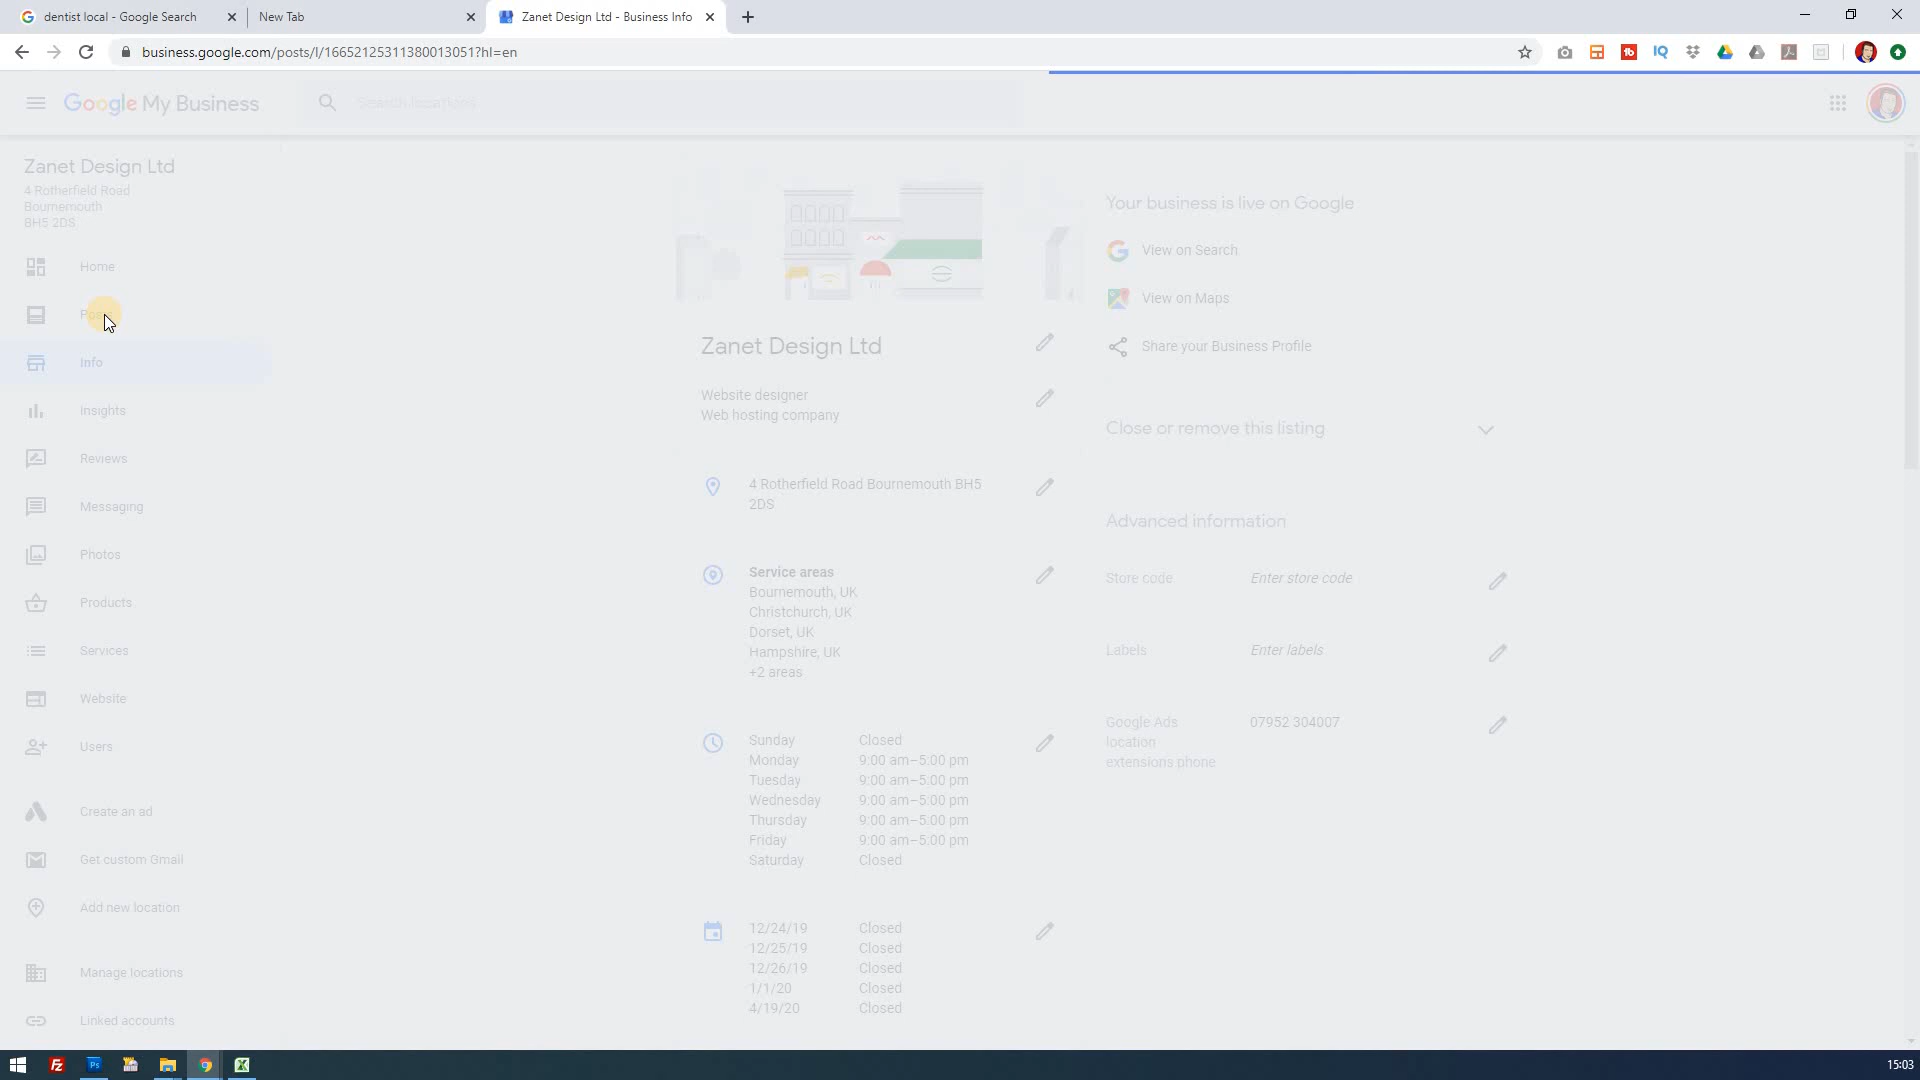 dentist local - Google Search
New Tab
Zanet Design Ltd - Business Info
business.google.com/posts/l/16652125311380013051?hl=en
Google My Business
Search locations
Zanet Design Ltd
4 Rotherfield Road
Bournemouth
BH5 2DS
Home
Posts
Info
Insights
Reviews
Messaging
Photos
Products
Services
Website
Users
Create an ad
Get custom Gmail
Add new location
Manage locations
Linked accounts
Zanet Design Ltd
Website designer
Web hosting company
4 Rotherfield Road Bournemouth BH5
2DS
Service areas
Bournemouth, UK
Christchurch, UK
Dorset, UK
Hampshire, UK
+2 areas
Sunday Closed
Monday 9:00 am–5:00 pm
Tuesday 9:00 am–5:00 pm
Wednesday 9:00 am–5:00 pm
Thursday 9:00 am–5:00 pm
Friday 9:00 am–5:00 pm
Saturday Closed
12/24/19 Closed
12/25/19 Closed
12/26/19 Closed
1/1/20 Closed
4/19/20 Closed
Your business is live on Google
View on Search
View on Maps
Share your Business Profile
Close or remove this listing
Advanced information
Store code Enter store code
Labels Enter labels
Google Ads 07952 304007
location
extensions phone
15:03